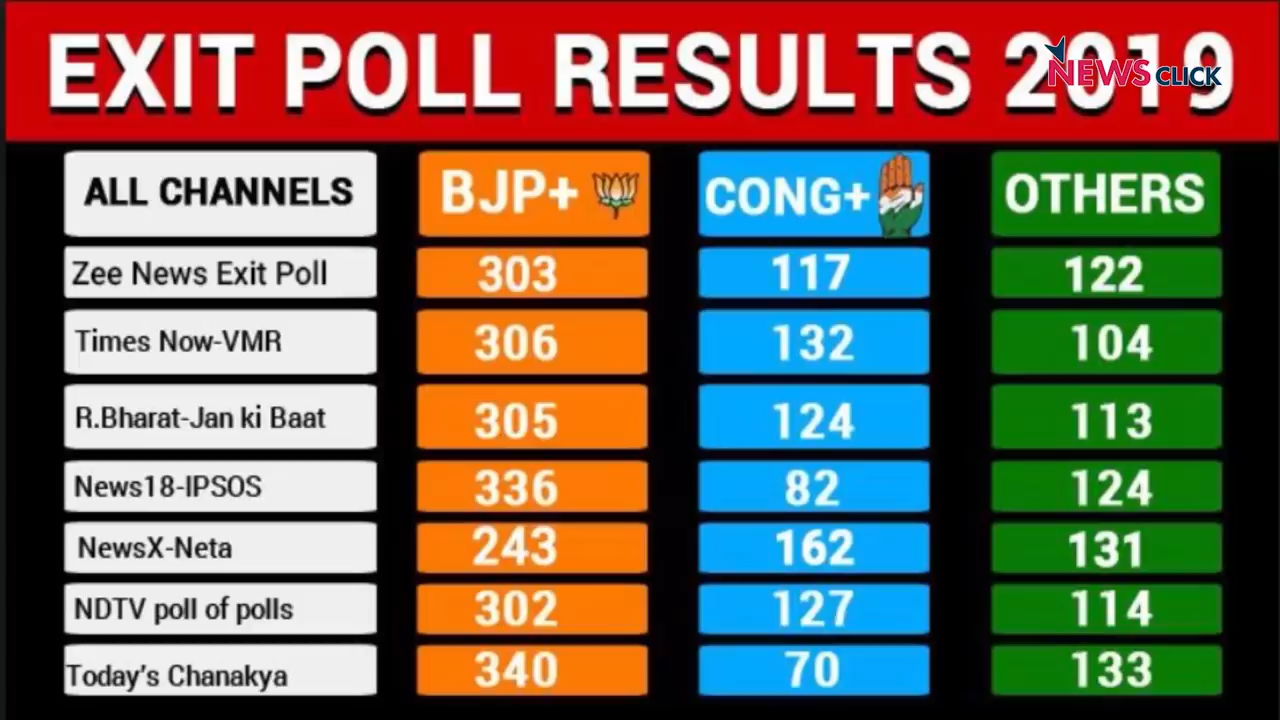 EXIT POLL RESULTS 2019
NEWSCLICK
ALL CHANNELS BJP+ CONG+ OTHERS
Zee News Exit Poll 303 117 122
Times Now-VMR 306 132 104
R.Bharat-Jan ki Baat 305 124 113
News18-IPSOS 336 82 124
NewsX-Neta 243 162 131
NDTV poll of polls 302 127 114
Today's Chanakya 340 70 133